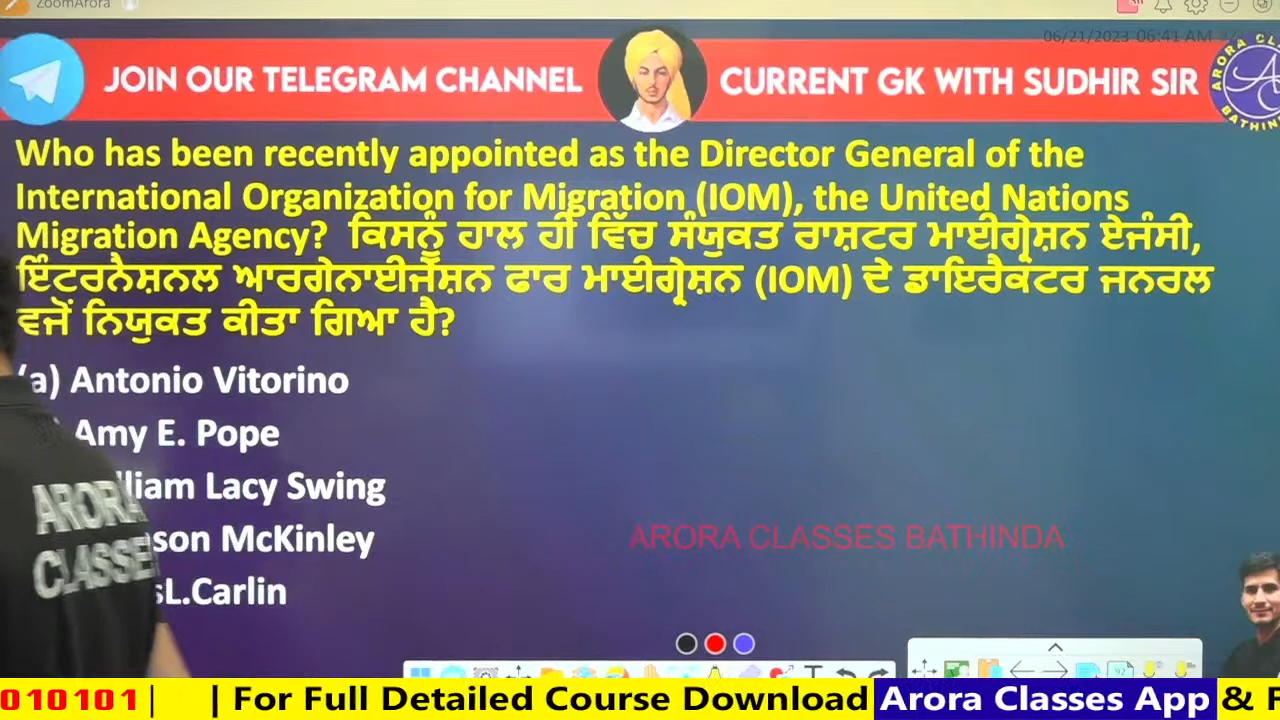 ZoomArora
06/21/2023 06:41 AM
JOIN OUR TELEGRAM CHANNEL
CURRENT GK WITH SUDHIR SIR
ARORA
BATHIN
Who has been recently appointed as the Director General of the
International Organization for Migration (IOM), the United Nations
Migration Agency? ਕਿਸਨੂੰ ਹਾਲ ਹੀ ਵਿੱਚ ਸੰਯੁਕਤ ਰਾਸ਼ਟਰ ਮਾਈਗ੍ਰੇਸ਼ਨ ਏਜੰਸੀ,
ਇੰਟਰਨੈਸ਼ਨਲ ਆਰਗੇਨਾਈਜੇਸ਼ਨ ਫਾਰ ਮਾਈਗ੍ਰੇਸ਼ਨ (IOM) ਦੇ ਡਾਇਰੈਕਟਰ ਜਨਰਲ
ਵਜੋਂ ਨਿਯੁਕਤ ਕੀਤਾ ਗਿਆ ਹੈ?
(a) Antonio Vitorino
Amy E. Pope
lliam Lacy Swing
son McKinley
sL.Carlin
ARORA
CLASSES
ARORA CLASSES BATHINDA
010101| | For Full Detailed Course Download Arora Classes App & F